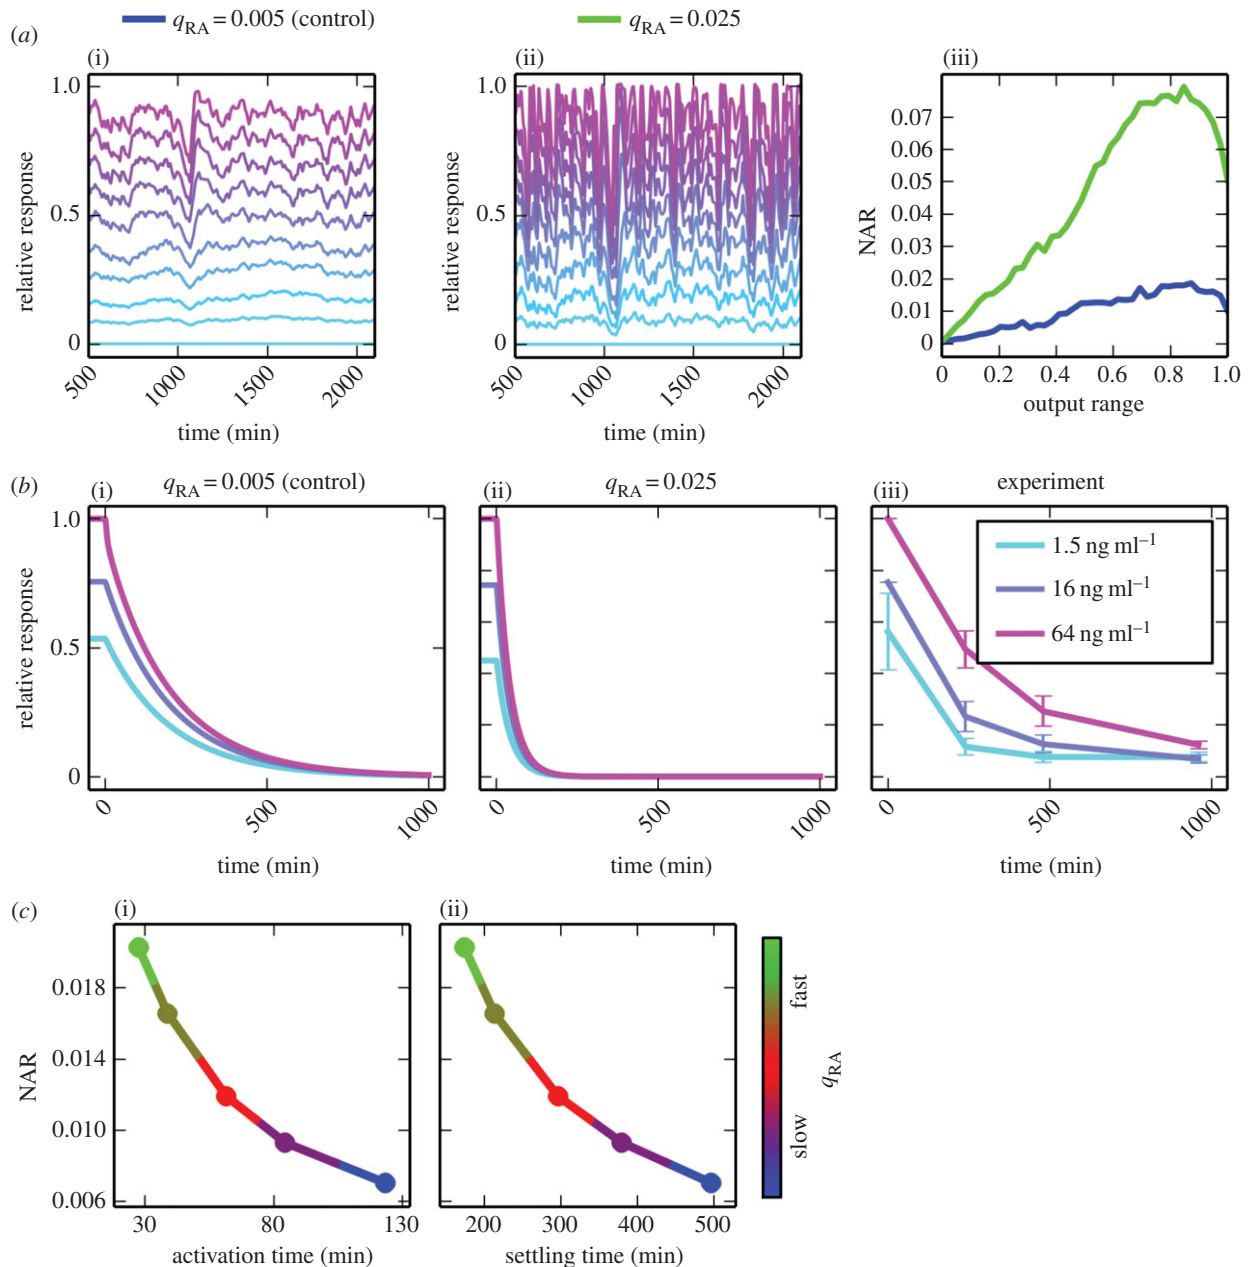 q_RA = 0.005 (control)
q_RA = 0.025
(a)
(i)
(ii)
(iii)
1.0
0.5
0
relative response
500
1000
1500
2000
time (min)
1.0
0.5
0
relative response
500
1000
1500
2000
time (min)
0.07
0.06
0.05
0.04
0.03
0.02
0.01
0
NAR
0
0.2
0.4
0.6
0.8
1.0
output range
(b)
(i)
q_RA = 0.005 (control)
(ii)
q_RA = 0.025
(iii)
experiment
1.0
0.5
0
relative response
0
500
1000
time (min)
0
500
1000
time (min)
1.5 ng ml⁻¹
16 ng ml⁻¹
64 ng ml⁻¹
0
500
1000
time (min)
(c)
(i)
(ii)
0.018
0.014
0.010
0.006
NAR
30
80
130
activation time (min)
200
300
400
500
settling time (min)
fast
slow
q_RA